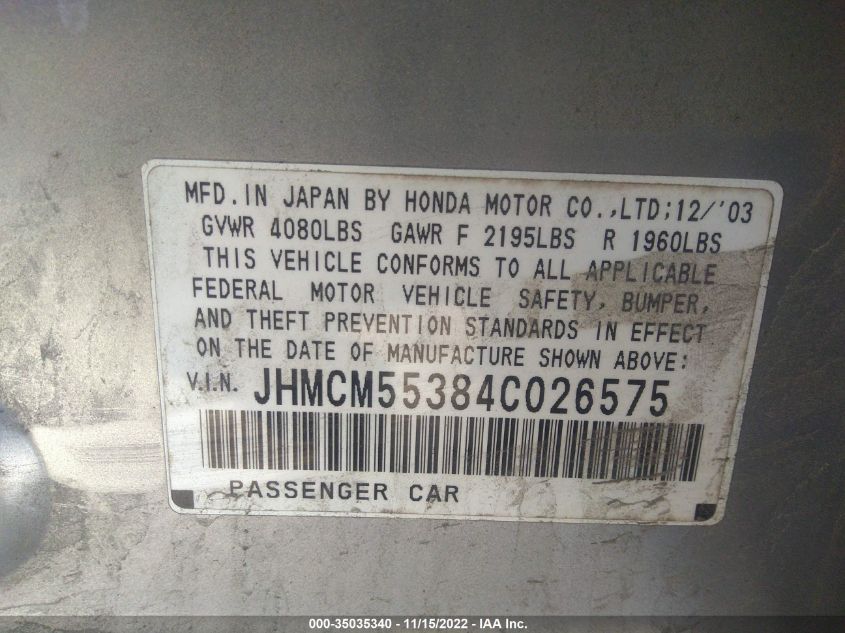 MFD.IN JAPAN BY HONDA MOTOR CO.,LTD;12/'03
GVWR 4080LBS GAWR F 2195LBS R 1960LBS
THIS VEHICLE CONFORMS TO ALL APPLICABLE
FEDERAL MOTOR VEHICLE SAFETY, BUMPER,
AND THEFT PREVENTION STANDARDS IN EFFECT
ON THE DATE OF MANUFACTURE SHOWN ABOVE:
V.I.N. JHMCM55384C026575
PASSENGER CAR
000-35035340 - 11/15/2022 - IAA Inc.